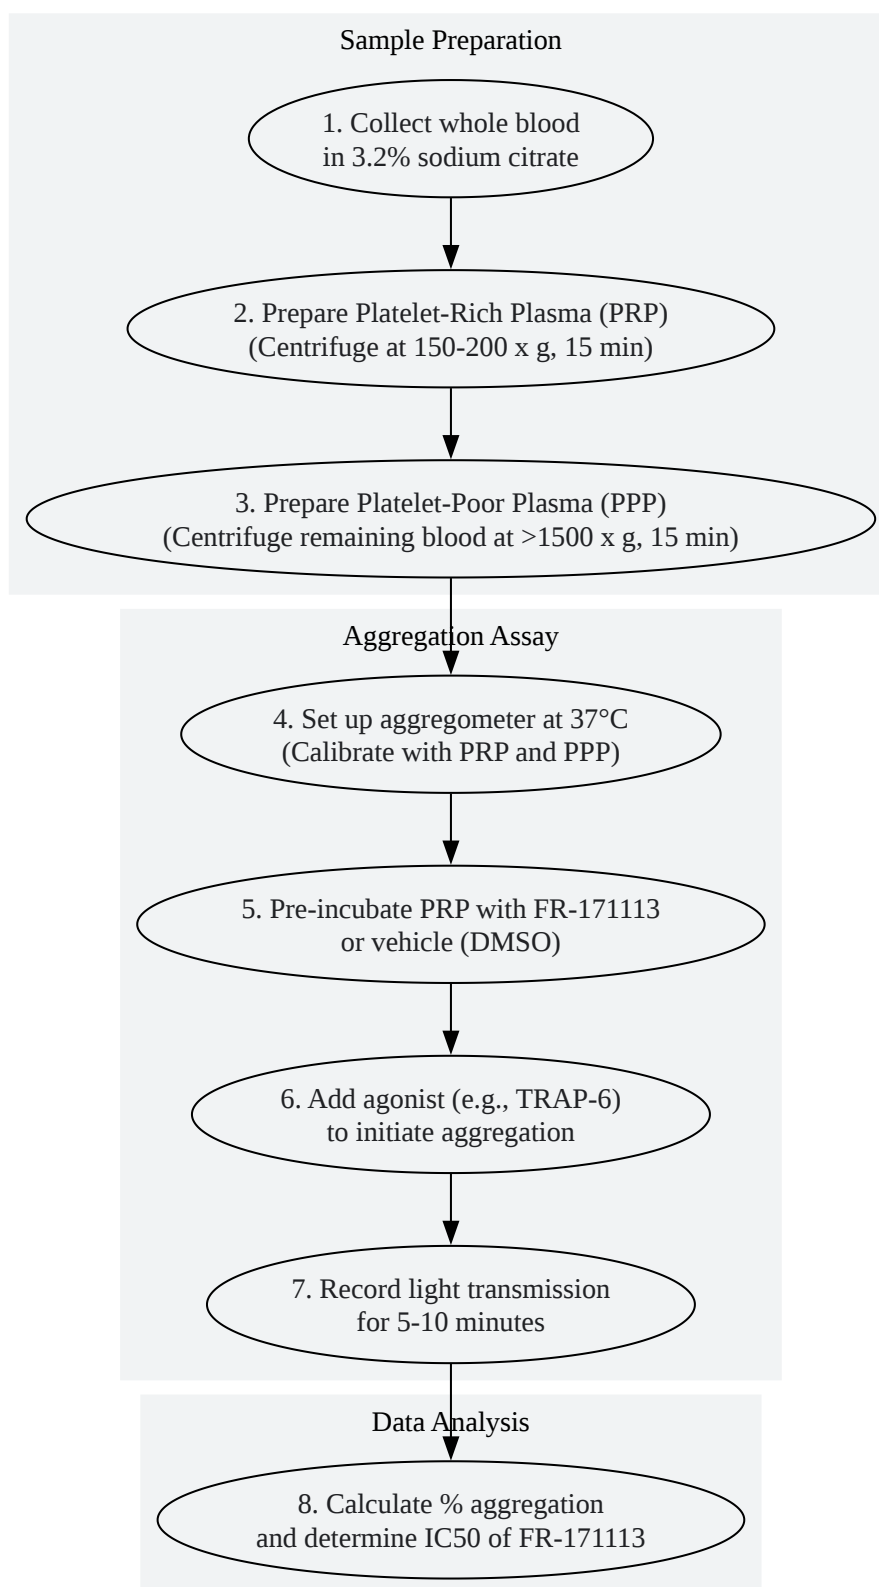 Sample Preparation
1. Collect whole blood
in 3.2% sodium citrate
2. Prepare Platelet-Rich Plasma (PRP)
(Centrifuge at 150-200 x g, 15 min)
3. Prepare Platelet-Poor Plasma (PPP)
(Centrifuge remaining blood at >1500 x g, 15 min)
Aggregation Assay
4. Set up aggregometer at 37°C
(Calibrate with PRP and PPP)
5. Pre-incubate PRP with FR-171113
or vehicle (DMSO)
6. Add agonist (e.g., TRAP-6)
to initiate aggregation
7. Record light transmission
for 5-10 minutes
Data Analysis
8. Calculate % aggregation
and determine IC50 of FR-171113